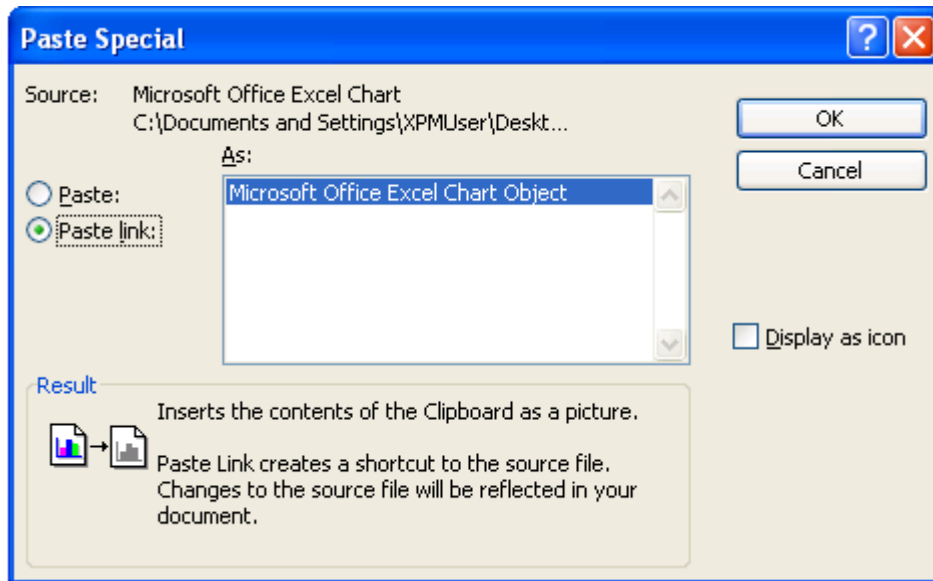 Paste Special
Source: Microsoft Office Excel Chart
C:\Documents and Settings\XPMUser\Deskt...
As:
Paste:
Paste link:
Microsoft Office Excel Chart Object
OK
Cancel
Display as icon
Result
Inserts the contents of the Clipboard as a picture.
Paste Link creates a shortcut to the source file.
Changes to the source file will be reflected in your
document.